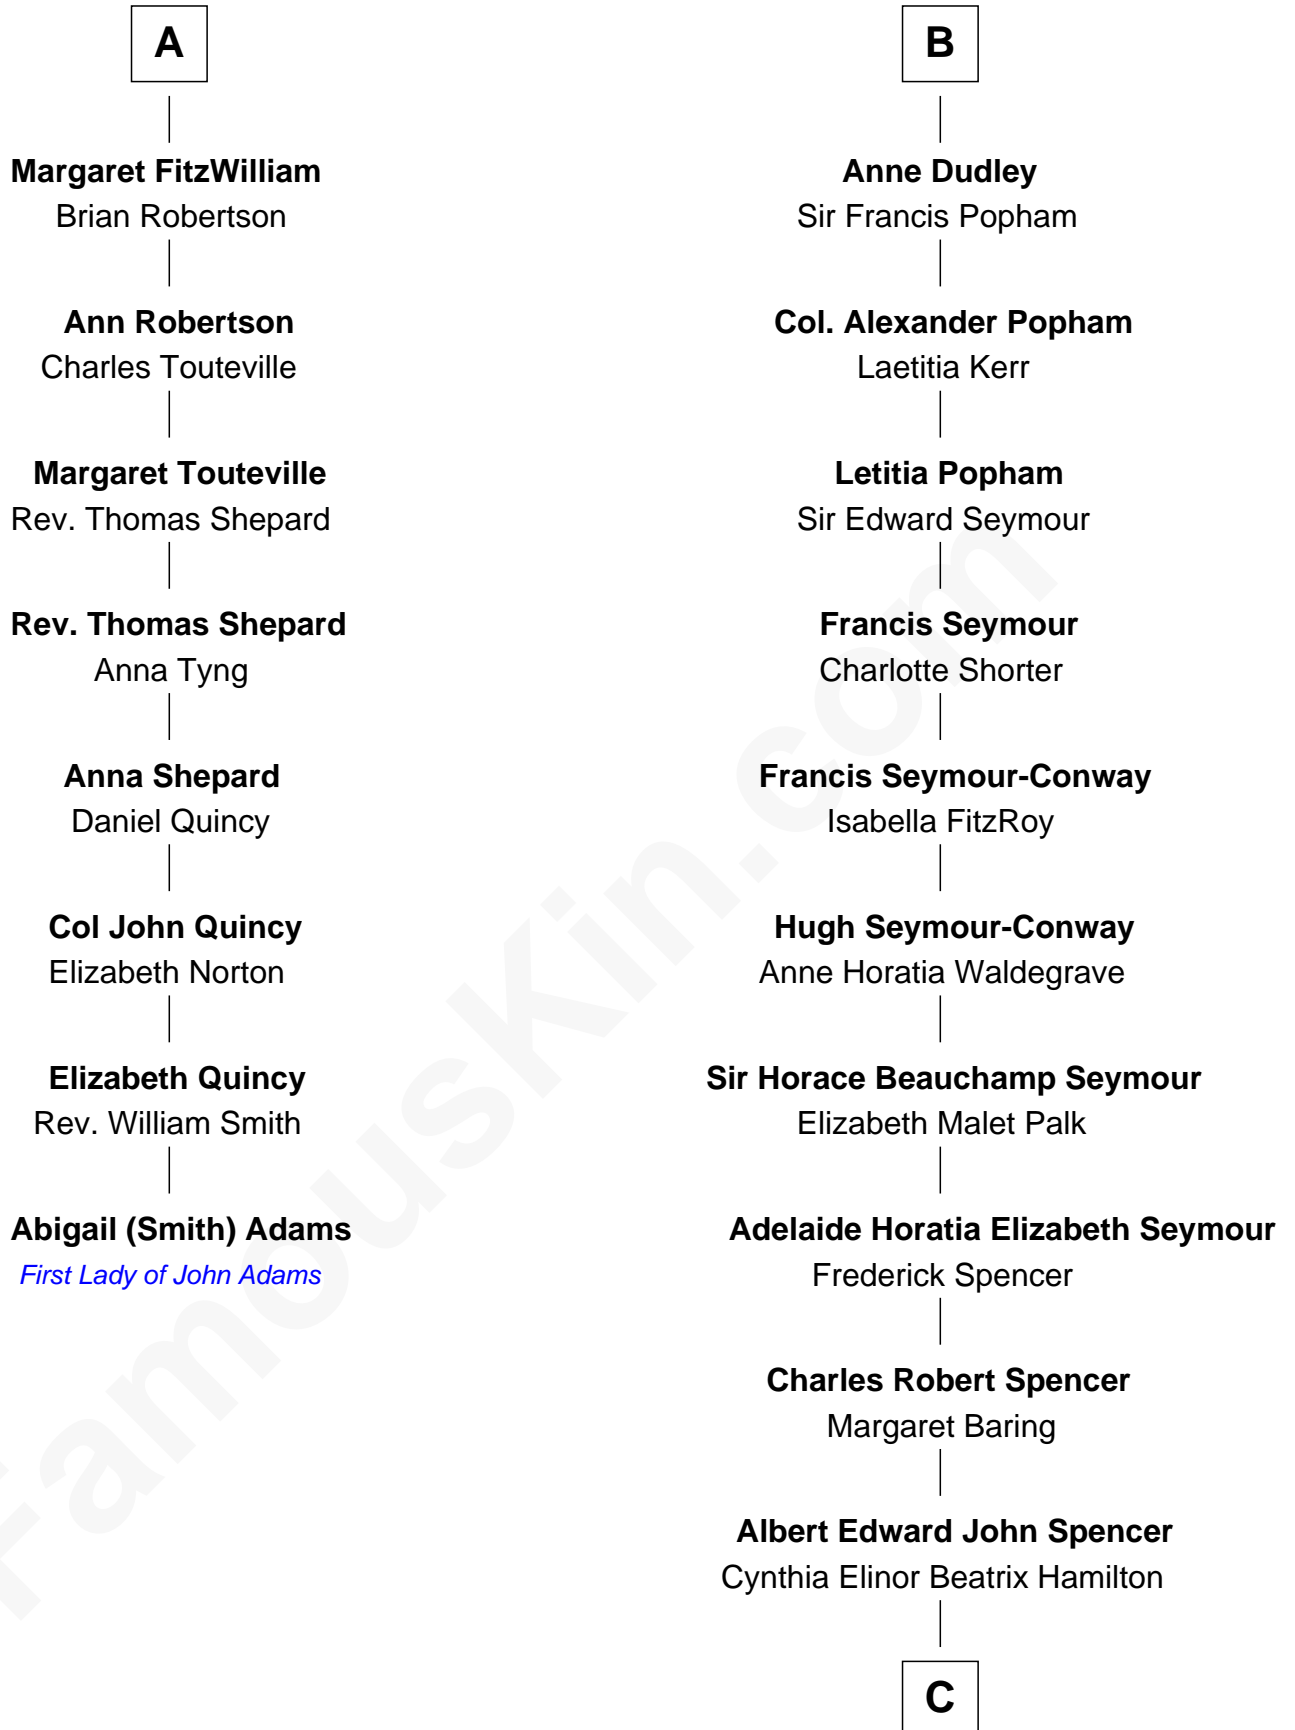 A
Margaret FitzWilliam
Brian Robertson
Ann Robertson
Charles Touteville
Margaret Touteville
Rev. Thomas Shepard
Rev. Thomas Shepard
Anna Tyng
Anna Shepard
Daniel Quincy
Col John Quincy
Elizabeth Norton
Elizabeth Quincy
Rev. William Smith
Abigail (Smith) Adams
First Lady of John Adams
B
Anne Dudley
Sir Francis Popham
Col. Alexander Popham
Laetitia Kerr
Letitia Popham
Sir Edward Seymour
Francis Seymour
Charlotte Shorter
Francis Seymour-Conway
Isabella FitzRoy
Hugh Seymour-Conway
Anne Horatia Waldegrave
Sir Horace Beauchamp Seymour
Elizabeth Malet Palk
Adelaide Horatia Elizabeth Seymour
Frederick Spencer
Charles Robert Spencer
Margaret Baring
Albert Edward John Spencer
Cynthia Elinor Beatrix Hamilton
C
FamousKin.com